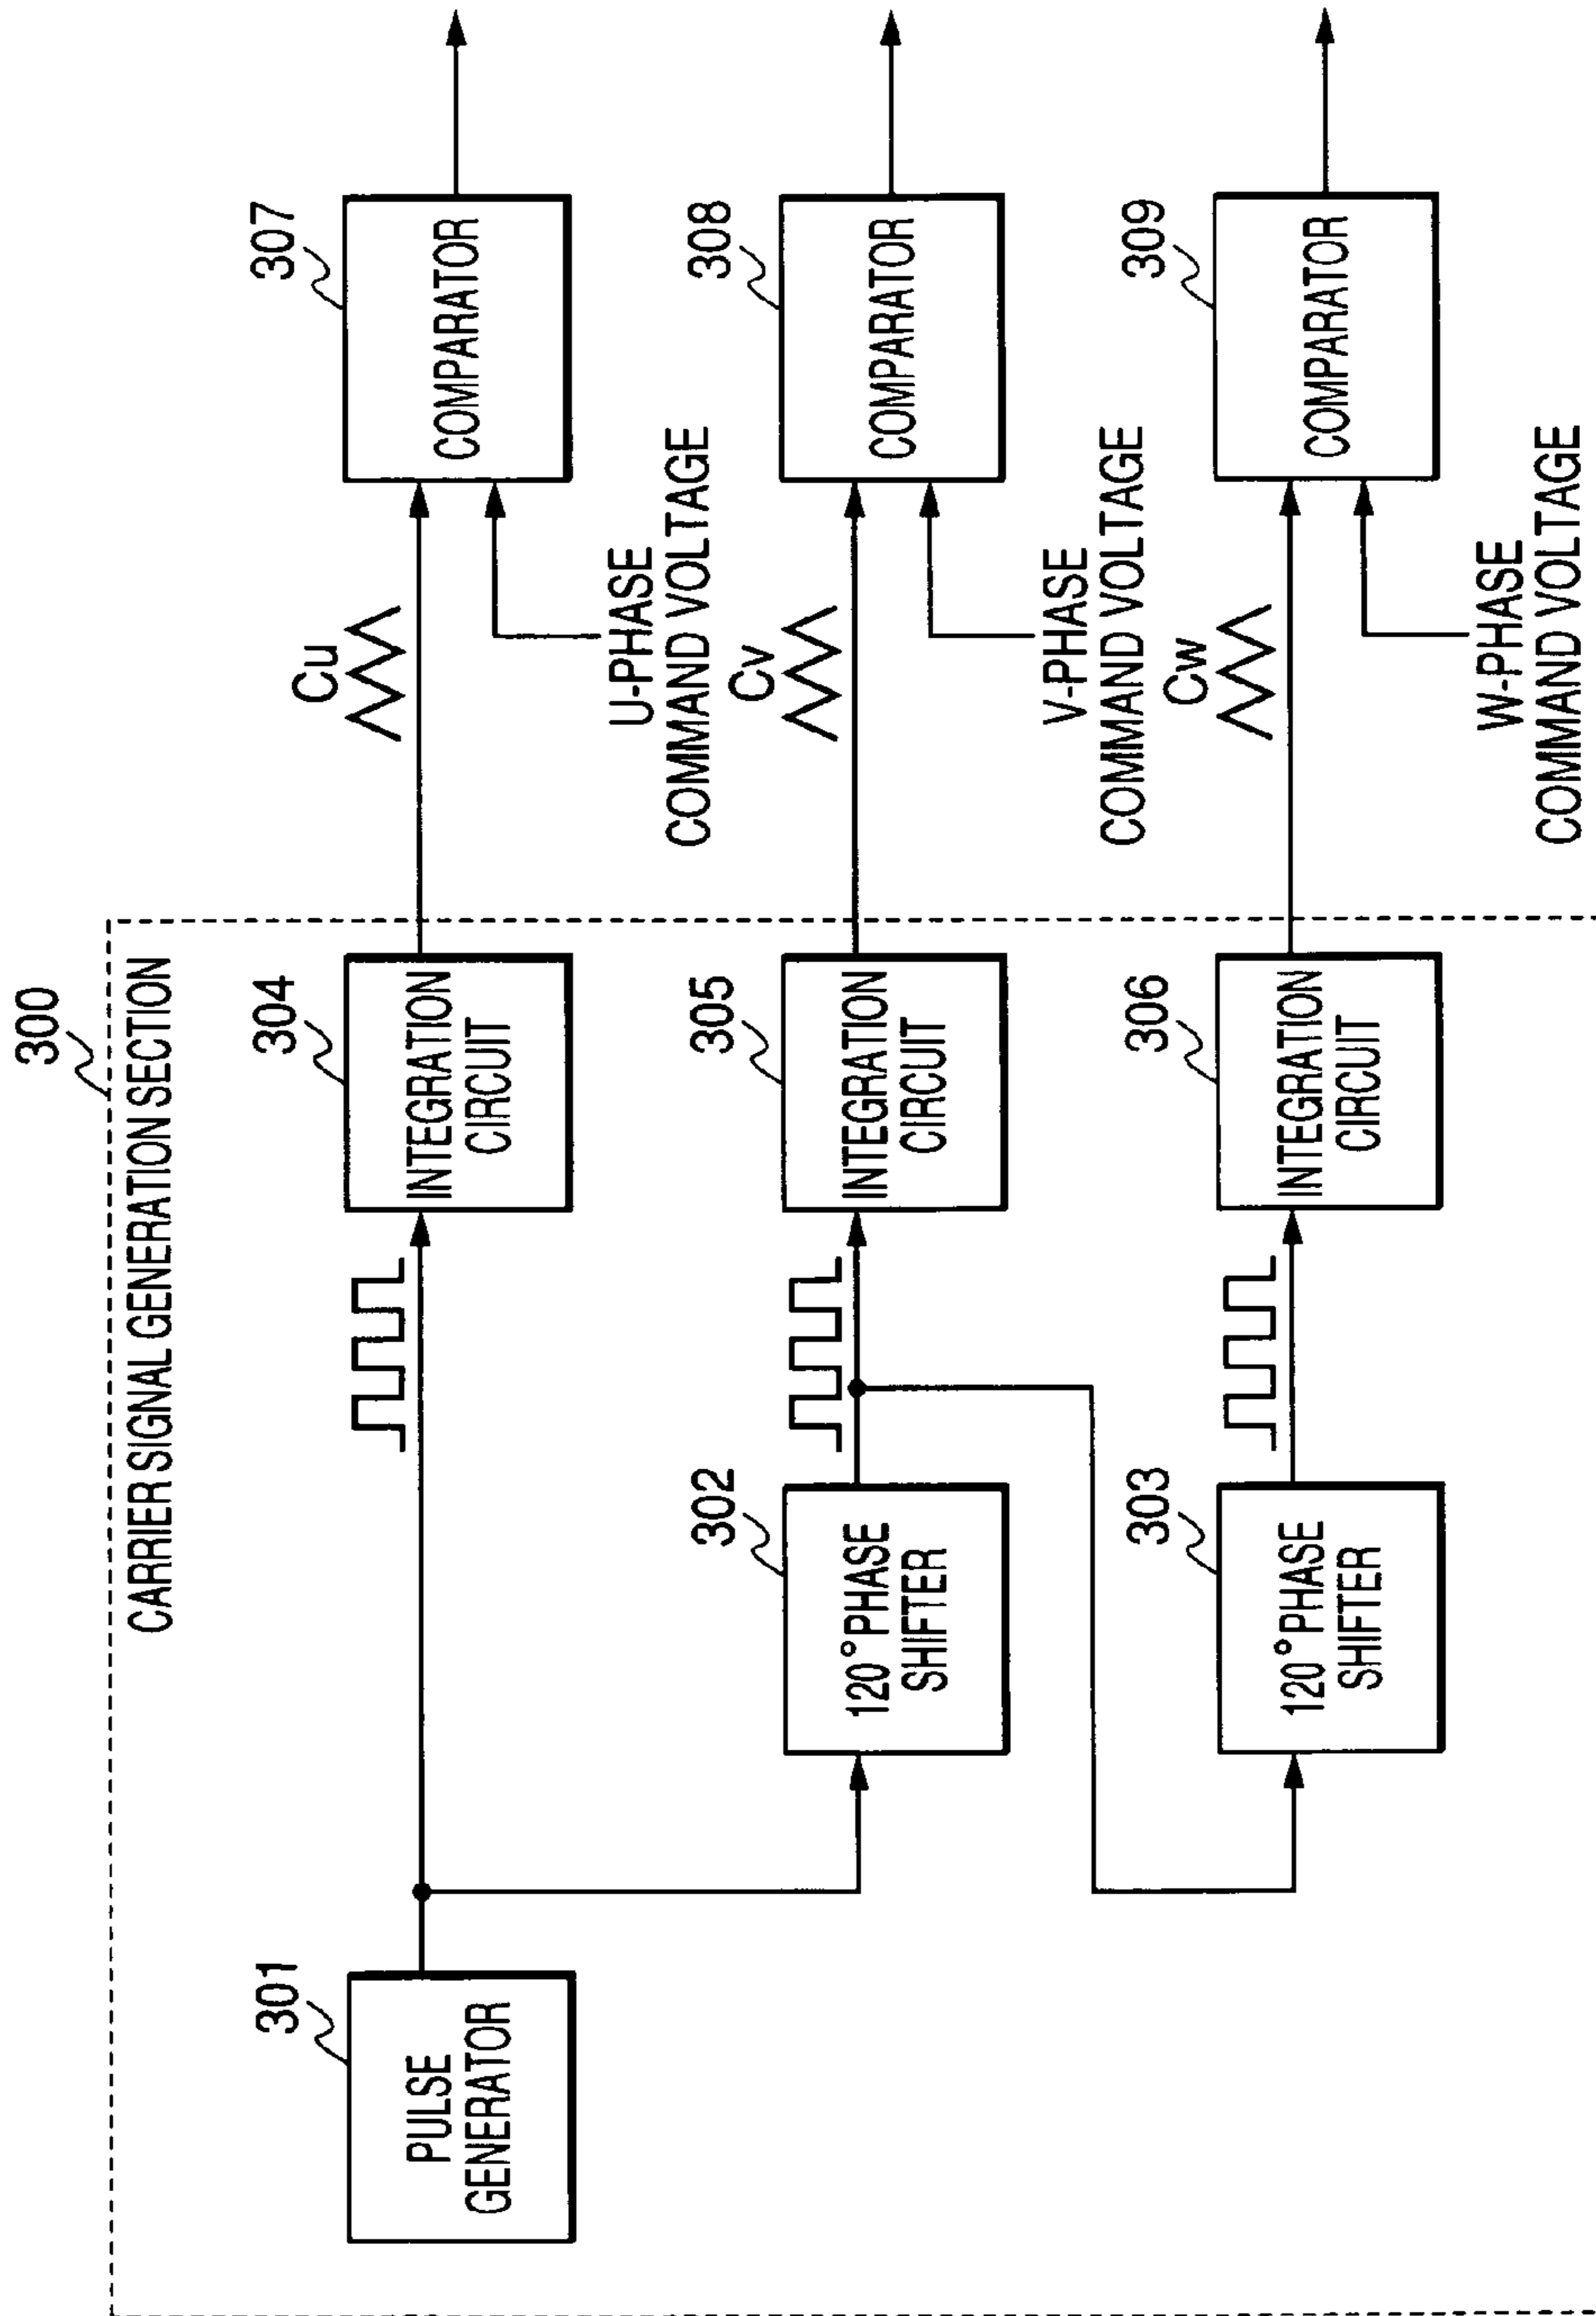 300
CARRIER SIGNAL GENERATION SECTION
301
PULSE
GENERATOR
304
INTEGRATION
CIRCUIT
Cu
307
COMPARATOR
U-PHASE
COMMAND VOLTAGE
302
120°PHASE
SHIFTER
305
INTEGRATION
CIRCUIT
Cv
308
COMPARATOR
V-PHASE
COMMAND VOLTAGE
303
120°PHASE
SHIFTER
306
INTEGRATION
CIRCUIT
Cw
309
COMPARATOR
W-PHASE
COMMAND VOLTAGE